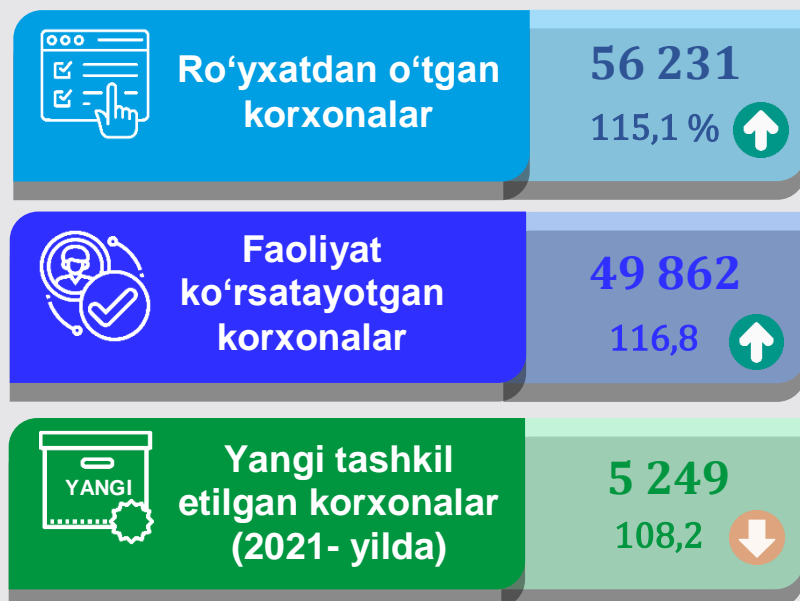 Ro‘yxatdan o‘tgan
korxonalar
56 231
115,1 %
Faoliyat
ko‘rsatayotgan
korxonalar
49 862
116,8
YANGI
Yangi tashkil
etilgan korxonalar
(2021- yilda)
5 249
108,2